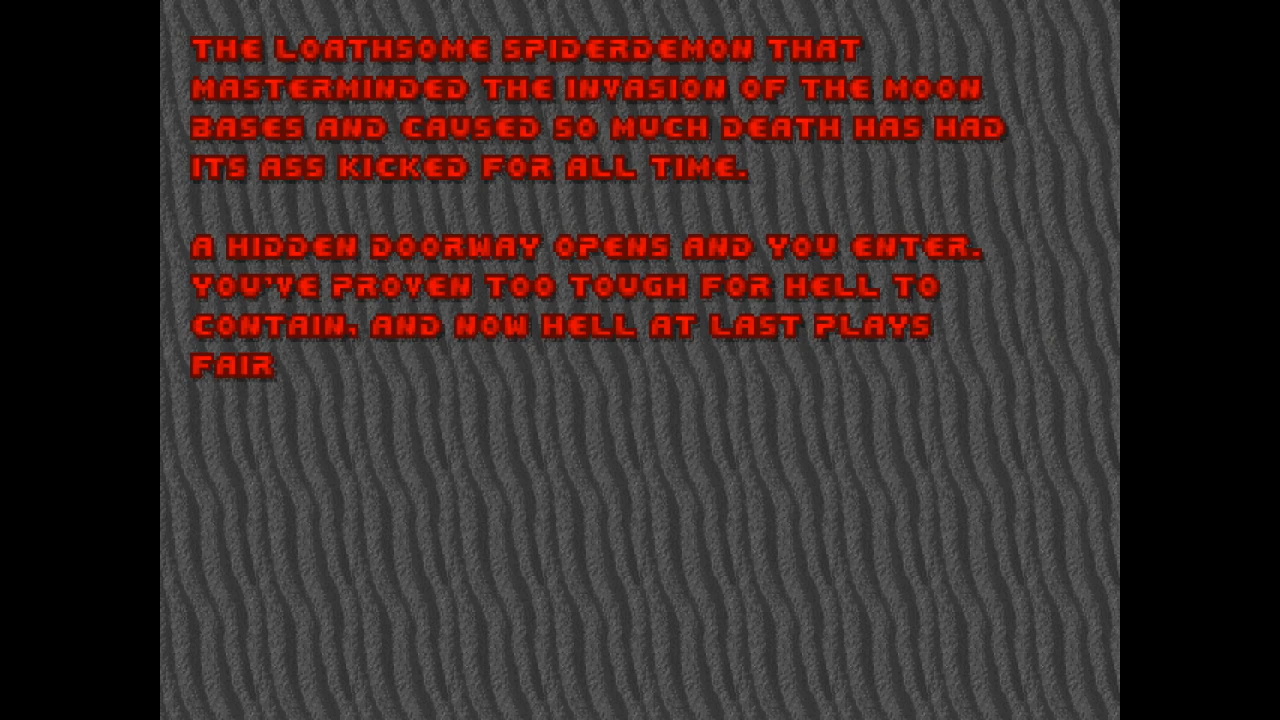 THE LOATHSOME SPIDERDEMON THAT
MASTERMINDED THE INVASION OF THE MOON
BASES AND CAUSED SO MUCH DEATH HAS HAD
ITS ASS KICKED FOR ALL TIME.
A HIDDEN DOORWAY OPENS AND YOU ENTER.
YOU'VE PROVEN TOO TOUGH FOR HELL TO
CONTAIN, AND NOW HELL AT LAST PLAYS
FAIR